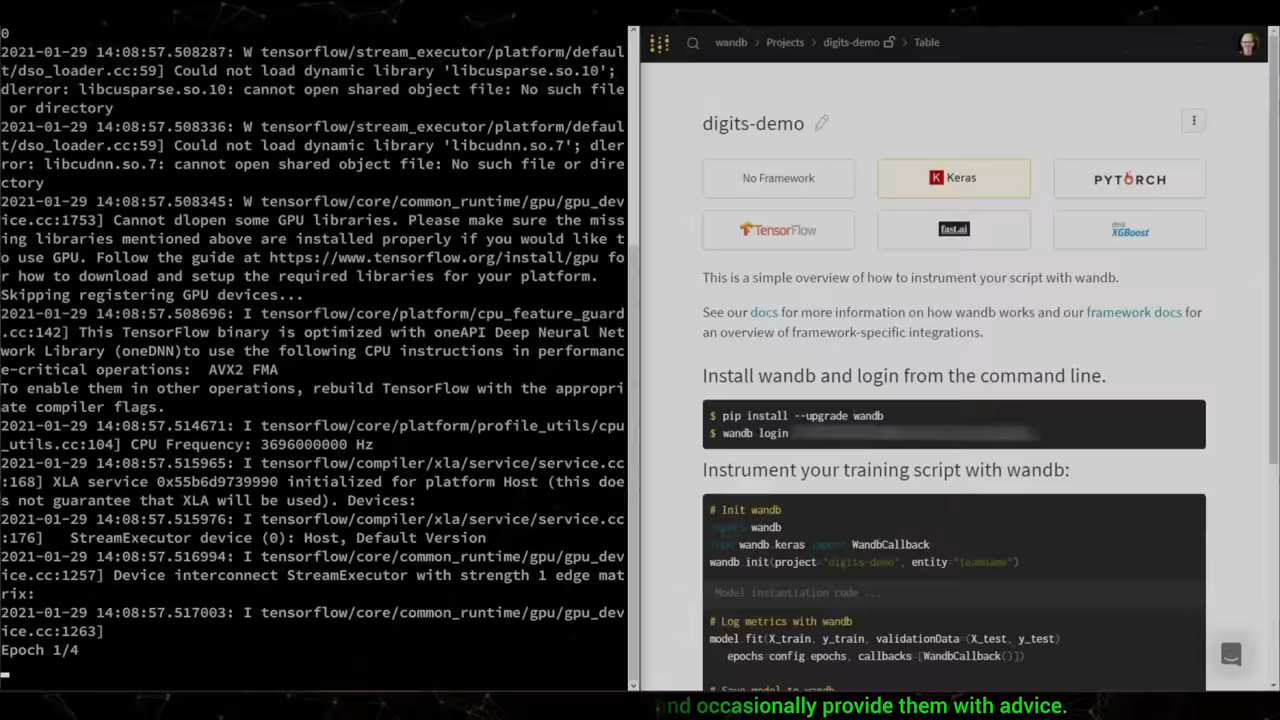 0
2021-01-29 14:08:57.508287: W tensorflow/stream_executor/platform/defaul
t/dso_loader.cc:59] Could not load dynamic library 'libcusparse.so.10';
dlerror: libcusparse.so.10: cannot open shared object file: No such file
or directory
2021-01-29 14:08:57.508336: W tensorflow/stream_executor/platform/defaul
t/dso_loader.cc:59] Could not load dynamic library 'libcudnn.so.7'; dler
ror: libcudnn.so.7: cannot open shared object file: No such file or dire
ctory
2021-01-29 14:08:57.508345: W tensorflow/core/common_runtime/gpu/gpu_dev
ice.cc:1753] Cannot dlopen some GPU libraries. Please make sure the miss
ing libraries mentioned above are installed properly if you would like t
o use GPU. Follow the guide at https://www.tensorflow.org/install/gpu fo
r how to download and setup the required libraries for your platform.
Skipping registering GPU devices...
2021-01-29 14:08:57.508696: I tensorflow/core/platform/cpu_feature_guard
.cc:142] This TensorFlow binary is optimized with oneAPI Deep Neural Net
work Library (oneDNN)to use the following CPU instructions in performanc
e-critical operations:  AVX2 FMA
To enable them in other operations, rebuild TensorFlow with the appropri
ate compiler flags.
2021-01-29 14:08:57.514671: I tensorflow/core/platform/profile_utils/cpu
_utils.cc:104] CPU Frequency: 3696000000 Hz
2021-01-29 14:08:57.515965: I tensorflow/compiler/xla/service/service.cc
:168] XLA service 0x55b6d9739990 initialized for platform Host (this doe
s not guarantee that XLA will be used). Devices:
2021-01-29 14:08:57.515976: I tensorflow/compiler/xla/service/service.cc
:176]   StreamExecutor device (0): Host, Default Version
2021-01-29 14:08:57.516994: I tensorflow/core/common_runtime/gpu/gpu_dev
ice.cc:1257] Device interconnect StreamExecutor with strength 1 edge mat
rix:
2021-01-29 14:08:57.517003: I tensorflow/core/common_runtime/gpu/gpu_dev
ice.cc:1263]
Epoch 1/4
wandb › Projects › digits-demo › Table
digits-demo
No Framework
K Keras
PYTORCH
TensorFlow
fast.ai
dmlc XGBoost
This is a simple overview of how to instrument your script with wandb.
See our docs for more information on how wandb works and our framework docs for
an overview of framework-specific integrations.
Install wandb and login from the command line.
$ pip install --upgrade wandb
$ wandb login
Instrument your training script with wandb:
# Init wandb
import wandb
from wandb.keras import WandbCallback
wandb.init(project="digits-demo", entity="teamname")
Model instantiation code ...
# Log metrics with wandb
model.fit(X_train, y_train, validationData=(X_test, y_test)
epochs=config.epochs, callbacks=[WandbCallback()])
# Save model to wandb
and occasionally provide them with advice.